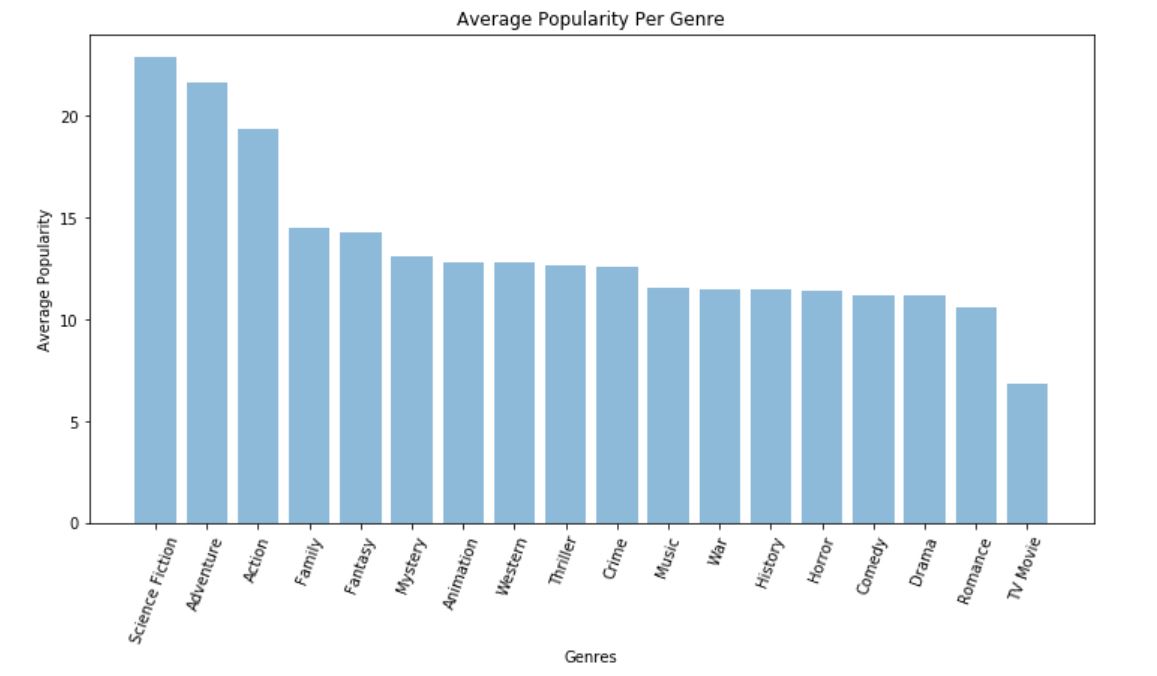 Average Popularity Per Genre
Average Popularity
20
15
10
5
0
Science Fiction
Adventure
Action
Family
Fantasy
Mystery
Animation
Western
Thriller
Crime
Music
War
History
Horror
Comedy
Drama
Romance
TV Movie
Genres